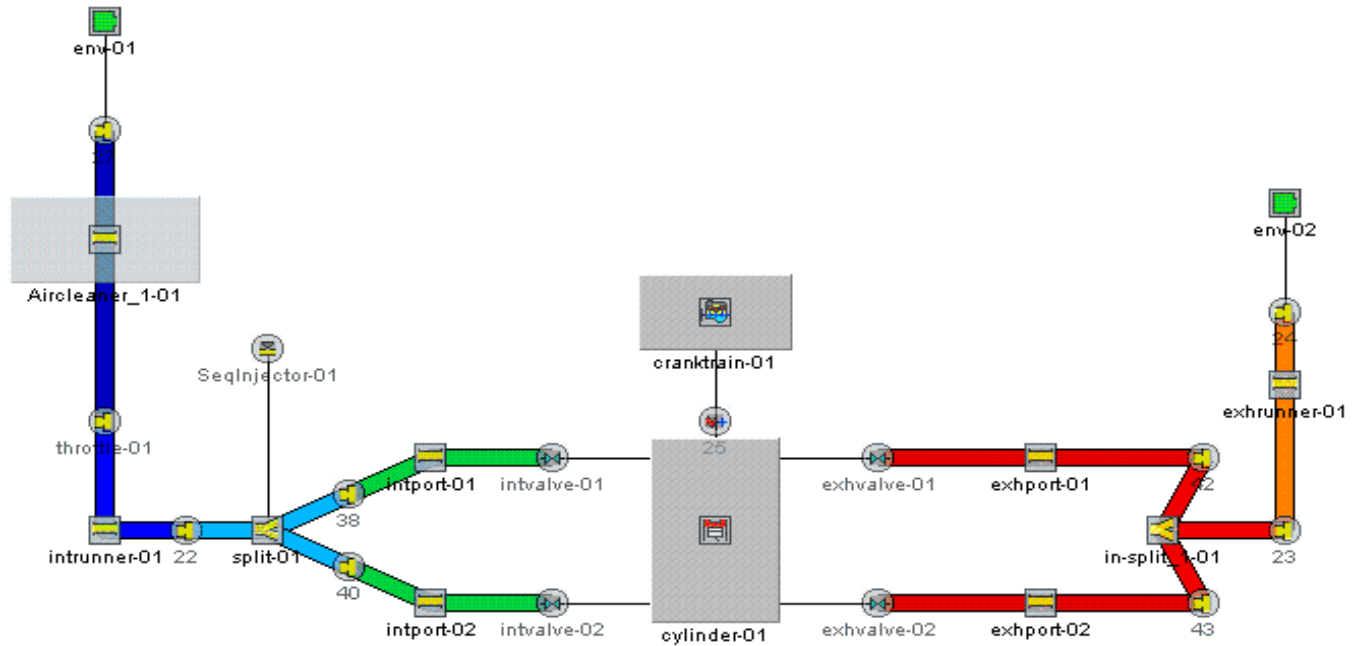 env-01
27
Aircleaner_1-01
env-02
24
SeqInjector-01
cranktrain-01
exhrunner-01
throttle-01
25
intport-01
intvalve-01
exhvalve-01
exhport-01
42
38
intrunner-01
22
split-01
in-split_1-01
23
40
intport-02
intvalve-02
cylinder-01
exhvalve-02
exhport-02
43